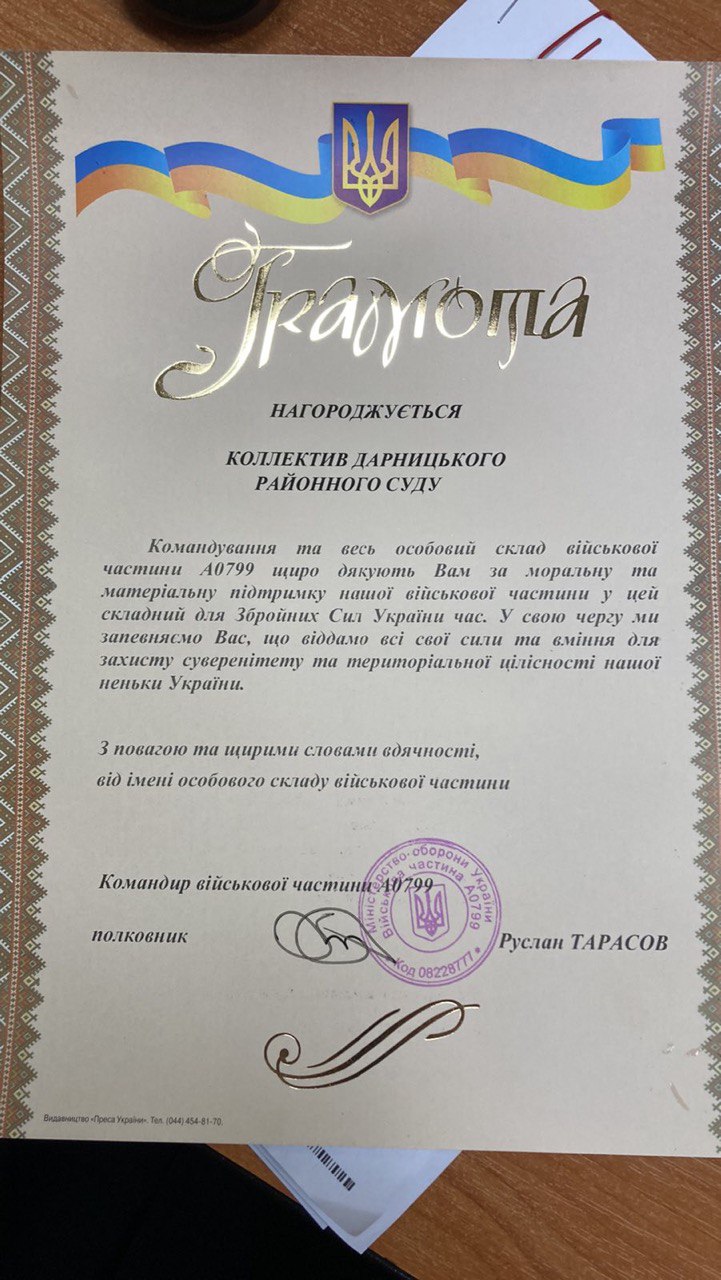 Грамота
НАГОРОДЖУЄТЬСЯ
КОЛЛЕКТИВ ДАРНИЦЬКОГО
РАЙОННОГО СУДУ
Командування та весь особовий склад військової
частини А0799 щиро дякують Вам за моральну та
матеріальну підтримку нашої військової частини у цей
складний для Збройних Сил України час. У свою чергу ми
запевняємо Вас, що віддамо всі свої сили та вміння для
захисту суверенітету та територіальної цілісності нашої
неньки України.
З повагою та щирими словами вдячності,
від імені особового складу військової частини
Командир військової частини А0799
полковник
Руслан ТАРАСОВ
Міністерство оборони України
Військова частина А0799
* Код 08228777 *
Видавництво «Преса України». Тел. (044) 454-81-70.